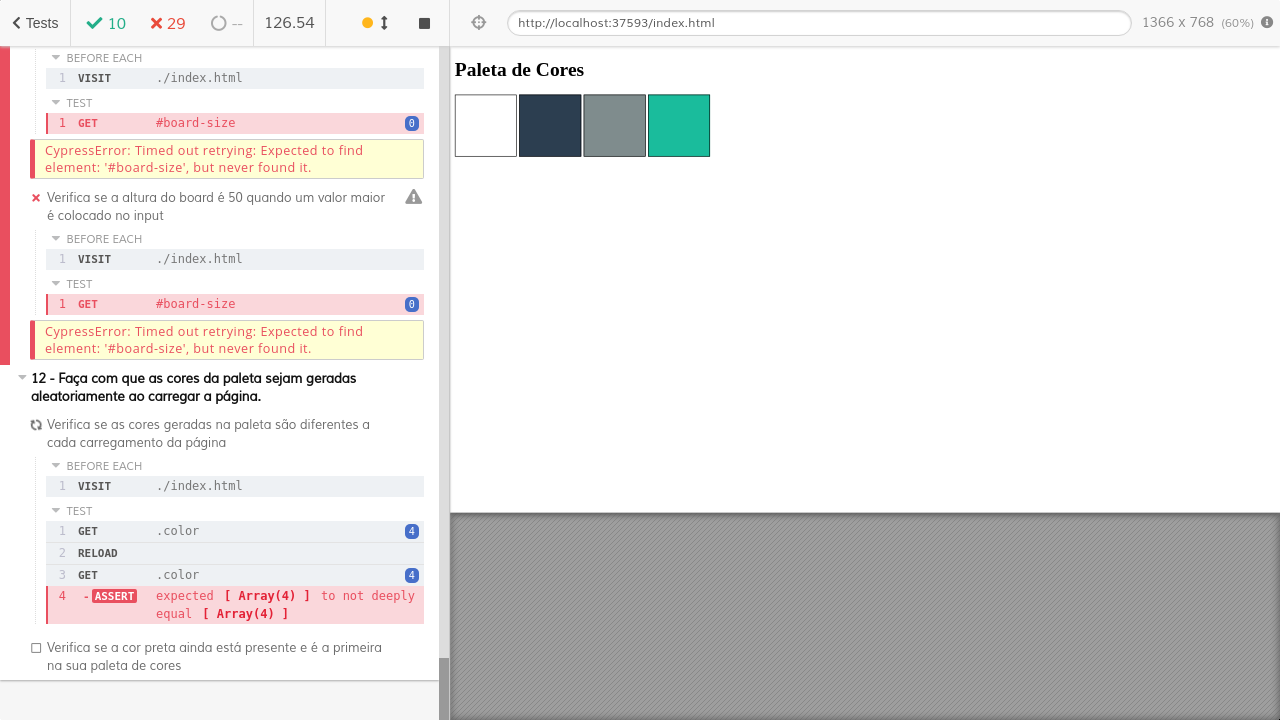 Tests 10 29 -- 126.54 http://localhost:37593/index.html 1366 x 768 (60%)
BEFORE EACH
1 VISIT ./index.html
TEST
1 GET #board-size 0
CypressError: Timed out retrying: Expected to find
element: '#board-size', but never found it.
Verifica se a altura do board é 50 quando um valor maior
é colocado no input
BEFORE EACH
1 VISIT ./index.html
TEST
1 GET #board-size 0
CypressError: Timed out retrying: Expected to find
element: '#board-size', but never found it.
12 - Faça com que as cores da paleta sejam geradas
aleatoriamente ao carregar a página.
Verifica se as cores geradas na paleta são diferentes a
cada carregamento da página
BEFORE EACH
1 VISIT ./index.html
TEST
1 GET .color 4
2 RELOAD
3 GET .color 4
4 -ASSERT expected [ Array(4) ] to not deeply
equal [ Array(4) ]
Verifica se a cor preta ainda está presente e é a primeira
na sua paleta de cores
Paleta de Cores